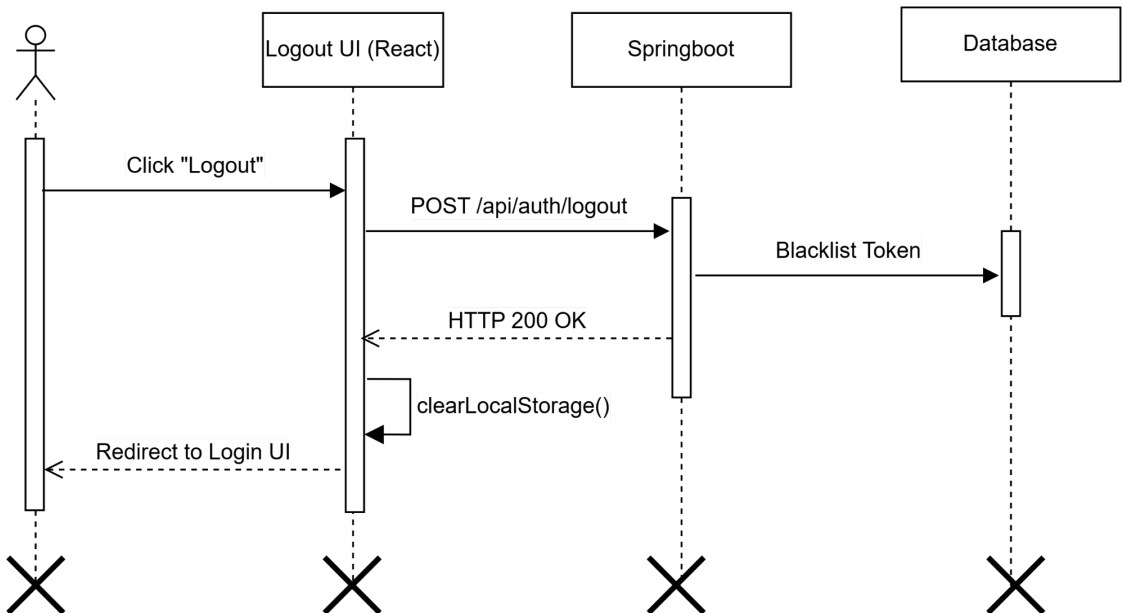 Logout UI (React)
Springboot
Database
Click "Logout"
POST /api/auth/logout
Blacklist Token
HTTP 200 OK
clearLocalStorage()
Redirect to Login UI